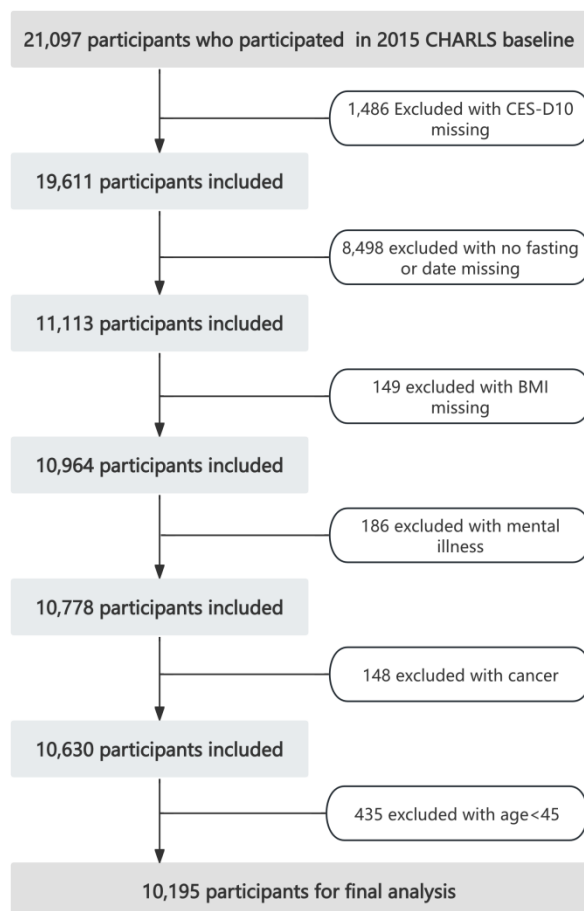 21,097 participants who participated in 2015 CHARLS baseline
1,486 Excluded with CES-D10
missing
19,611 participants included
8,498 excluded with no fasting
or date missing
11,113 participants included
149 excluded with BMI
missing
10,964 participants included
186 excluded with mental
illness
10,778 participants included
148 excluded with cancer
10,630 participants included
435 excluded with age<45
10,195 participants for final analysis